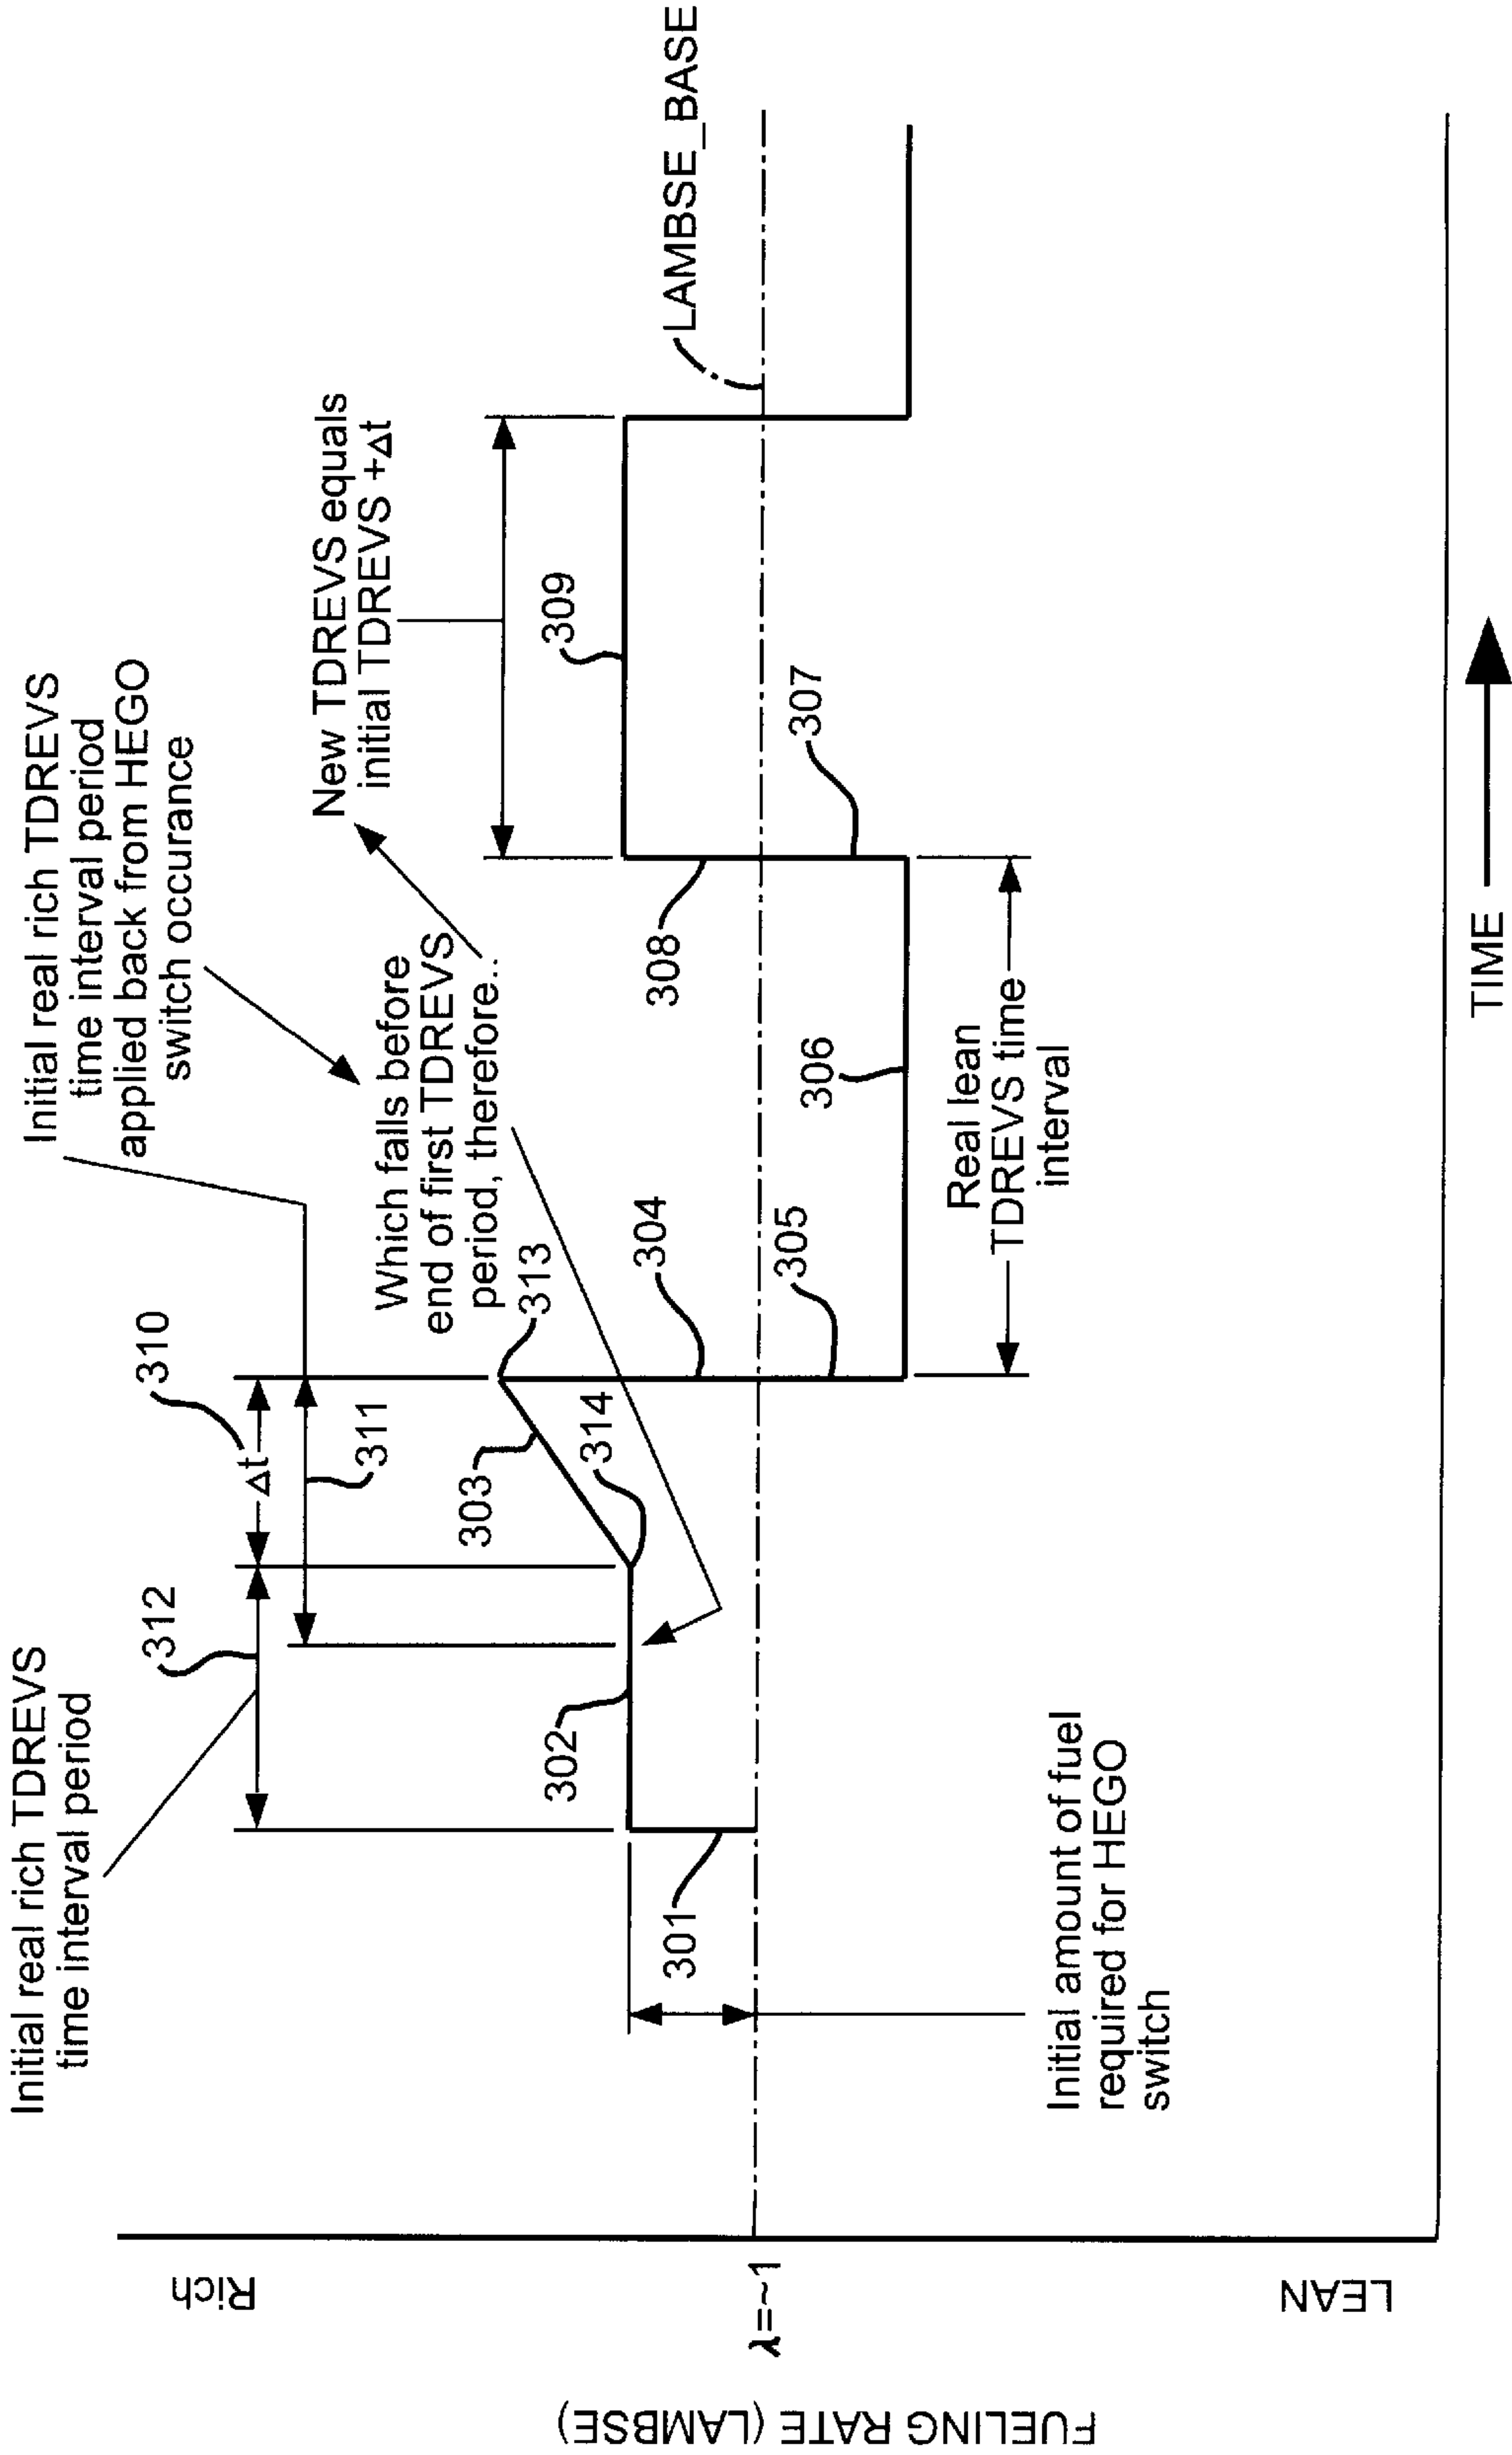 Initial real rich TDREVS
time interval period
312
310
Δt
311
Initial real rich TDREVS
time interval period
applied back from HEGO
switch occurance
Which falls before
end of first TDREVS
period, therefore..
New TDREVS equals
initial TDREVS +Δt
301
302
303
314
313
304
305
306
308
307
309
LAMBSE_BASE
Initial amount of fuel
required for HEGO
switch
Real lean
TDREVS time
interval
Rich
λ=~1
LEAN
FUELING RATE (LAMBSE)
TIME